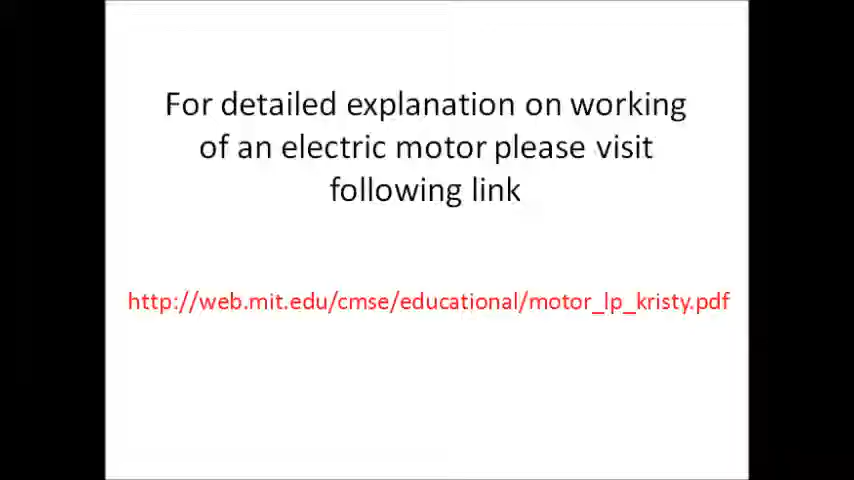 For detailed explanation on working
of an electric motor please visit
following link
http://web.mit.edu/cmse/educational/motor_lp_kristy.pdf